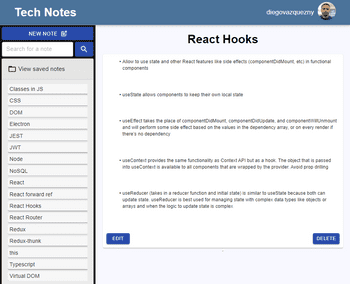 Tech Notes
diegovazquezny
NEW NOTE
Search for a note
View saved notes
Classes in JS
CSS
DOM
Electron
JEST
JWT
Node
NoSQL
React
React forward ref
React Hooks
React Router
Redux
Redux-thunk
this
Typescript
Virtual DOM
React Hooks
• Allow to use state and other React features like side effects (componentDidMount, etc) in
functional components
• useState allows components to keep their own local state
• useEffect takes the place of componentDidMount, componentDidUpdate, and componentWillUnmount
and will perform some side effect based on the values in the dependency array, or on every render if
there's no dependency
• useContext provides the same functionality as Context API but as a hook. The object that is passed
into useContext is available to all components that are wrapped by the provider. Avoid prop drilling
• useReducer (takes in a reducer function and initial state) is similar to useState because both can
update state. useReducer is best used for managing state with complex data types like objects or
arrays and when the logic to update state is complex
EDIT
DELETE